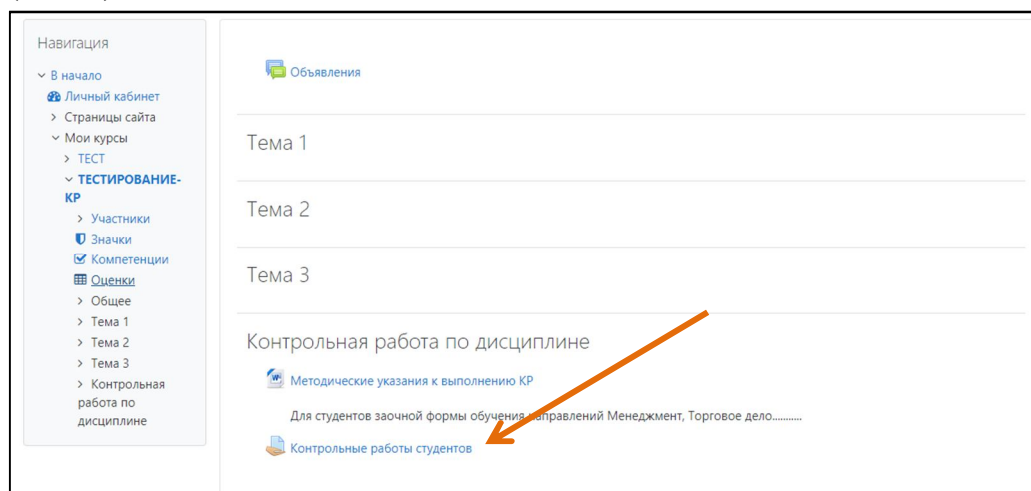 Навигация
В начало
Личный кабинет
Страницы сайта
Мои курсы
ТЕСТ
ТЕСТИРОВАНИЕ-
КР
Участники
Значки
Компетенции
Оценки
Общее
Тема 1
Тема 2
Тема 3
Контрольная
работа по
дисциплине
Объявления
Тема 1
Тема 2
Тема 3
Контрольная работа по дисциплине
Методические указания к выполнению КР
Для студентов заочной формы обучения направлений Менеджмент, Торговое дело..........
Контрольные работы студентов